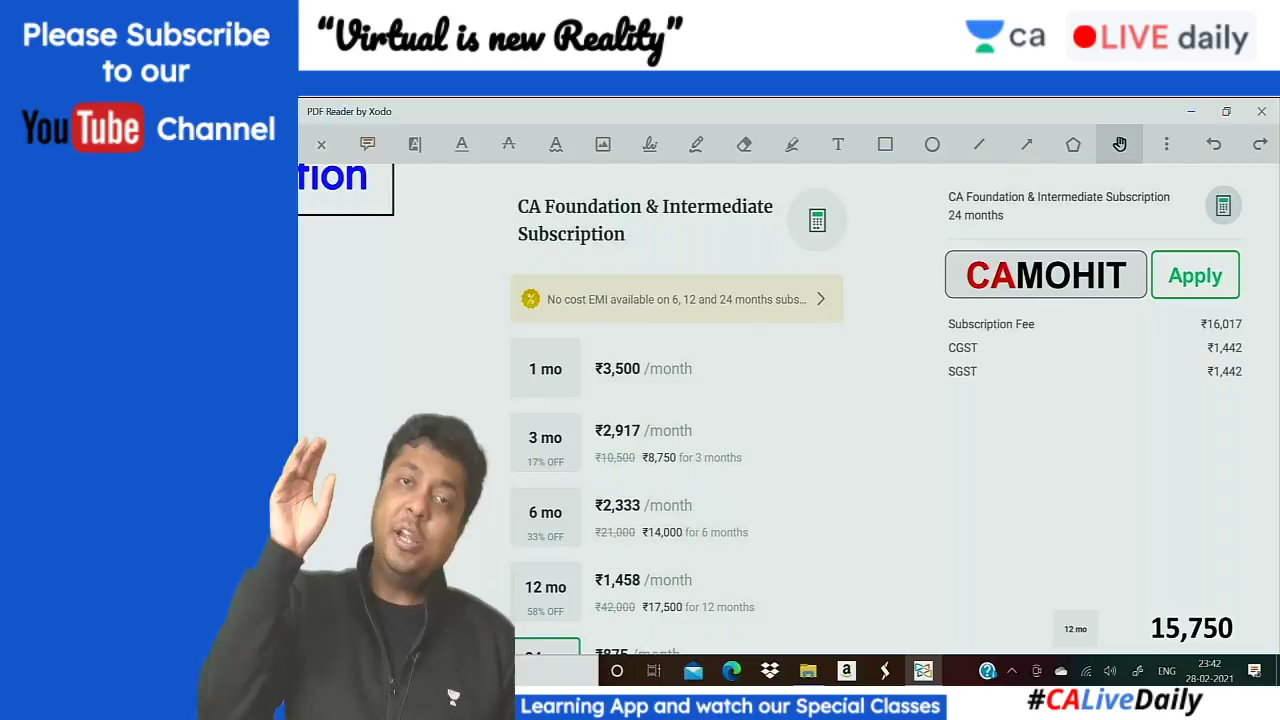 Please Subscribe
to our
YouTube Channel
“Virtual is new Reality”
ca
LIVE daily
PDF Reader by Xodo
T
tion
CA Foundation & Intermediate
Subscription
No cost EMI available on 6, 12 and 24 months subs...
1 mo
₹3,500 /month
3 mo
17% OFF
₹2,917 /month
₹10,500 ₹8,750 for 3 months
6 mo
33% OFF
₹2,333 /month
₹21,000 ₹14,000 for 6 months
12 mo
58% OFF
₹1,458 /month
₹42,000 ₹17,500 for 12 months
₹875 /month
CA Foundation & Intermediate Subscription
24 months
CAMOHIT
Apply
Subscription Fee ₹16,017
CGST ₹1,442
SGST ₹1,442
12 mo
15,750
ENG
23:42
28-02-2021
Learning App and watch our Special Classes
#CALiveDaily